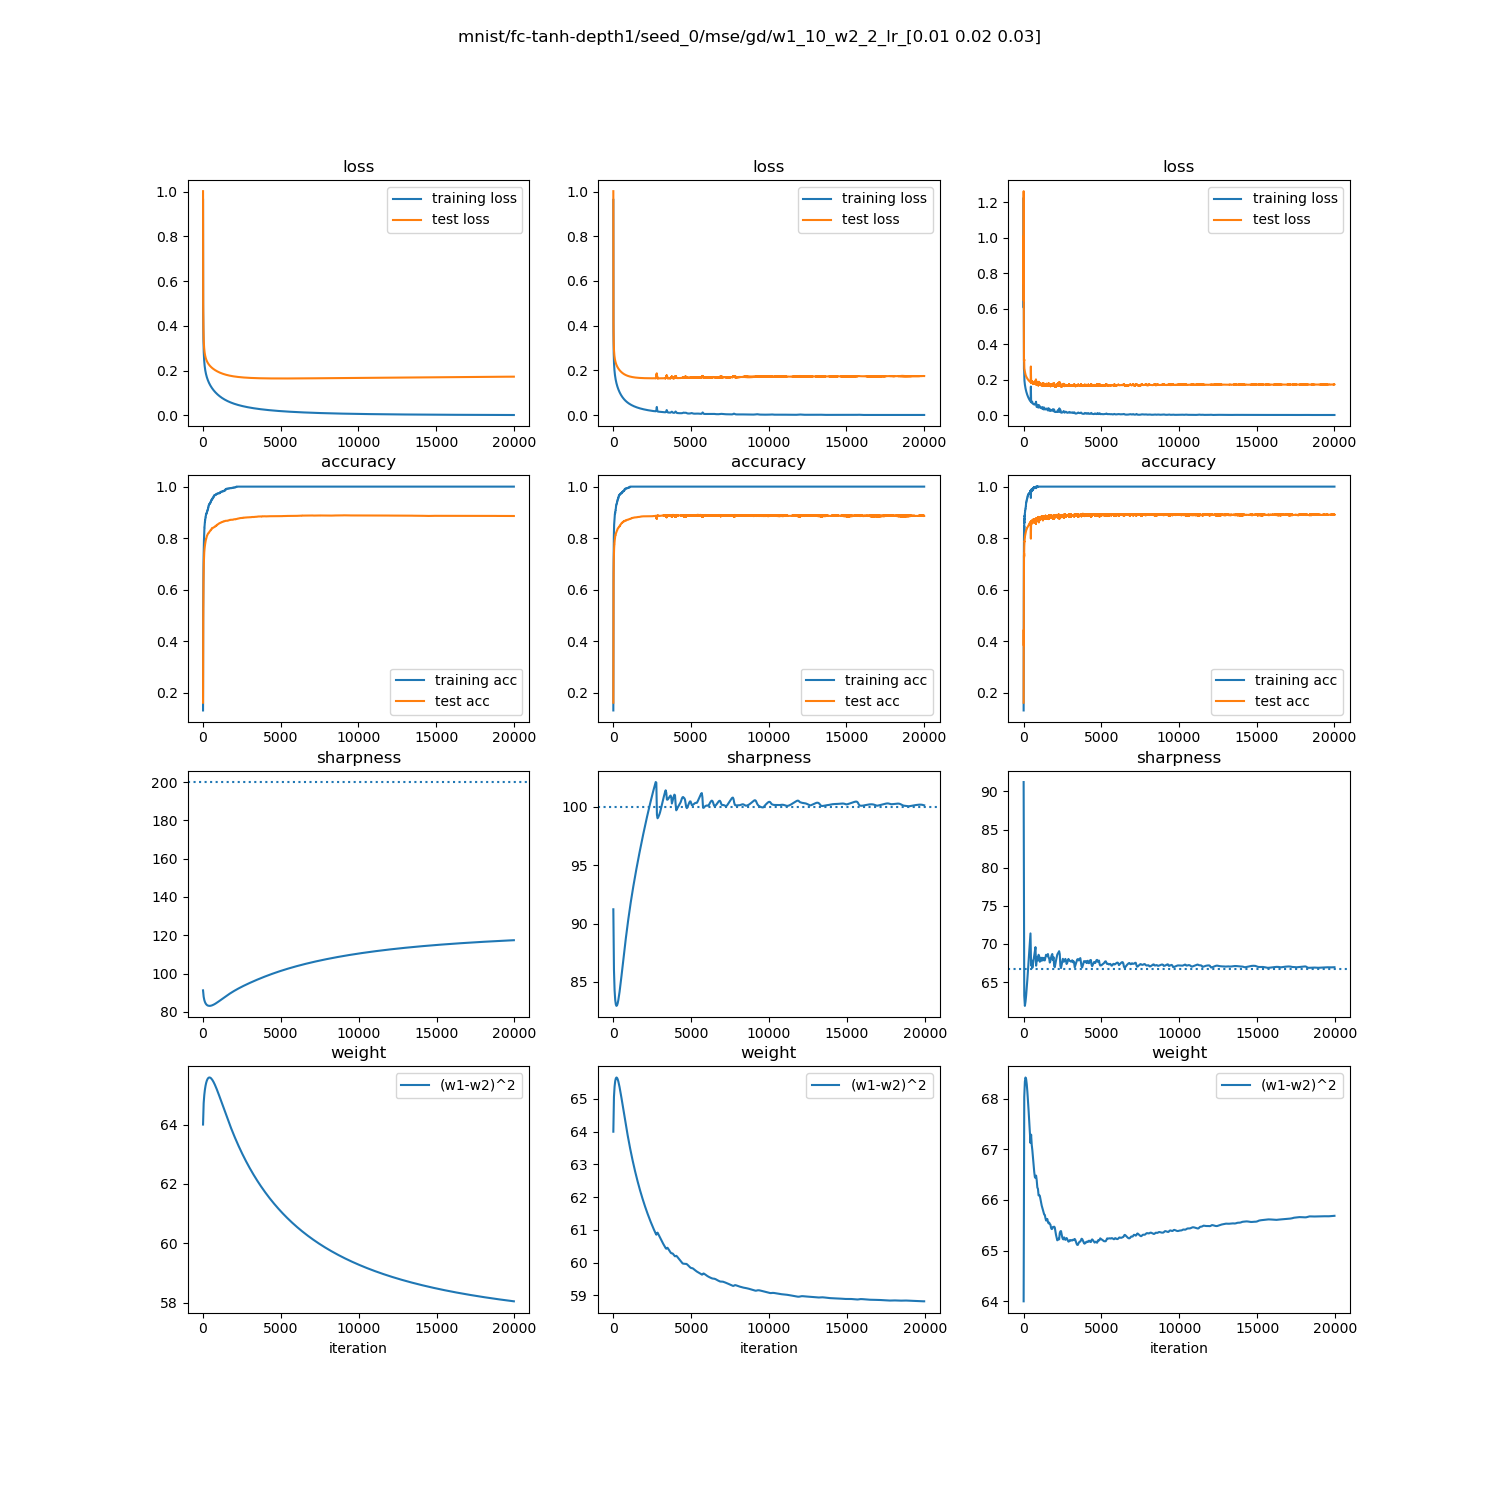 mnist/fc-tanh-depth1/seed_0/mse/gd/w1_10_w2_2_lr_[0.01 0.02 0.03]
loss loss loss
1.0 0.8 0.6 0.4 0.2 0.0
training loss
test loss
0 5000 10000 15000 20000
1.0 0.8 0.6 0.4 0.2 0.0
training loss
test loss
0 5000 10000 15000 20000
1.2 1.0 0.8 0.6 0.4 0.2 0.0
training loss
test loss
0 5000 10000 15000 20000
accuracy accuracy accuracy
1.0 0.8 0.6 0.4 0.2
training acc
test acc
0 5000 10000 15000 20000
1.0 0.8 0.6 0.4 0.2
training acc
test acc
0 5000 10000 15000 20000
1.0 0.8 0.6 0.4 0.2
training acc
test acc
0 5000 10000 15000 20000
sharpness sharpness sharpness
200 180 160 140 120 100 80
0 5000 10000 15000 20000
100 95 90 85
0 5000 10000 15000 20000
90 85 80 75 70 65
0 5000 10000 15000 20000
weight weight weight
64 62 60 58
(w1-w2)^2
0 5000 10000 15000 20000
iteration
65 64 63 62 61 60 59
(w1-w2)^2
0 5000 10000 15000 20000
iteration
68 67 66 65 64
(w1-w2)^2
0 5000 10000 15000 20000
iteration